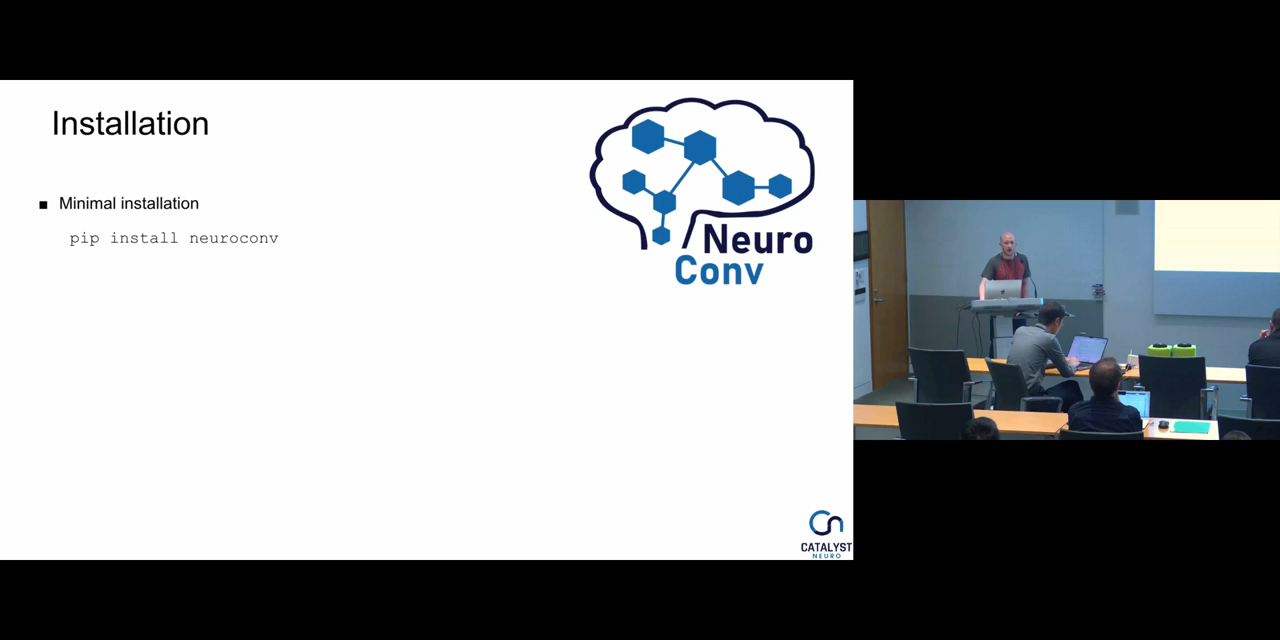 Installation
■ Minimal installation
pip install neuroconv
Neuro
Conv
CATALYST
NEURO